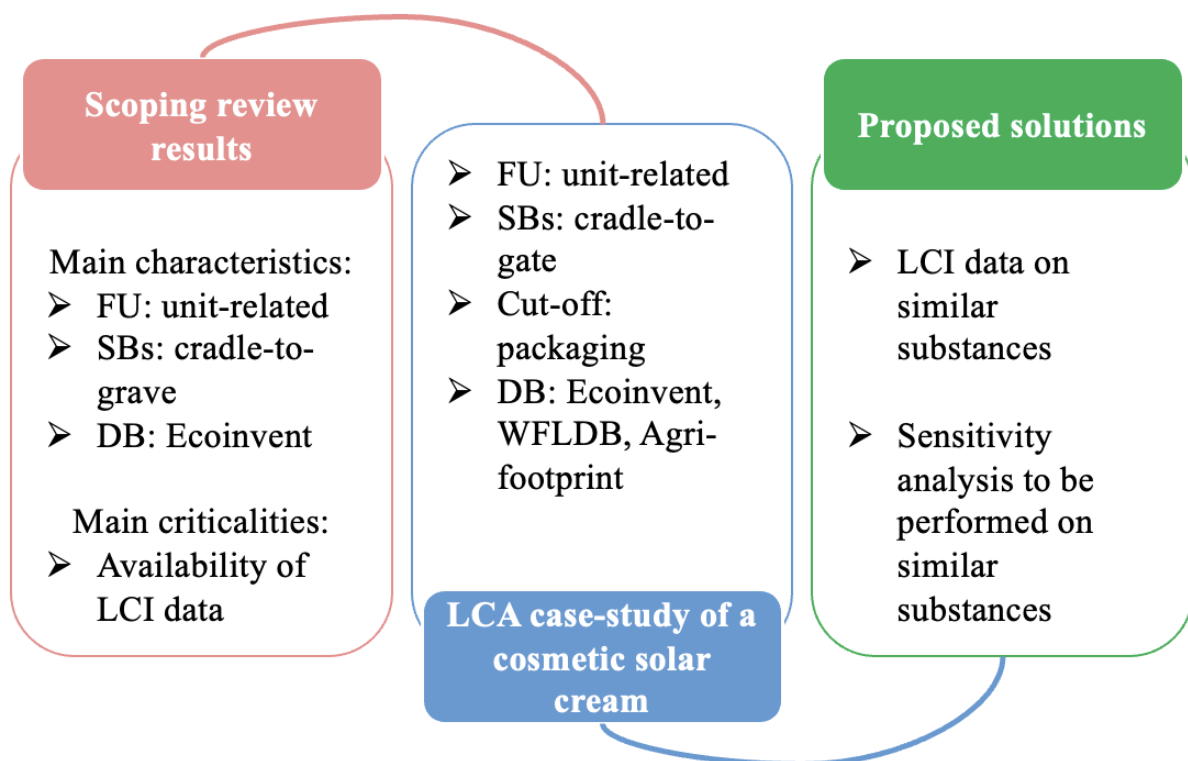 Scoping review
results
Main characteristics:
➢ FU: unit-related
➢ SBs: cradle-to-
grave
➢ DB: Ecoinvent
Main criticalities:
➢ Availability of
LCI data
➢ FU: unit-related
➢ SBs: cradle-to-
gate
➢ Cut-off:
packaging
➢ DB: Ecoinvent,
WFLDB, Agri-
footprint
LCA case-study of a
cosmetic solar
cream
Proposed solutions
➢ LCI data on
similar
substances
➢ Sensitivity
analysis to be
performed on
similar
substances